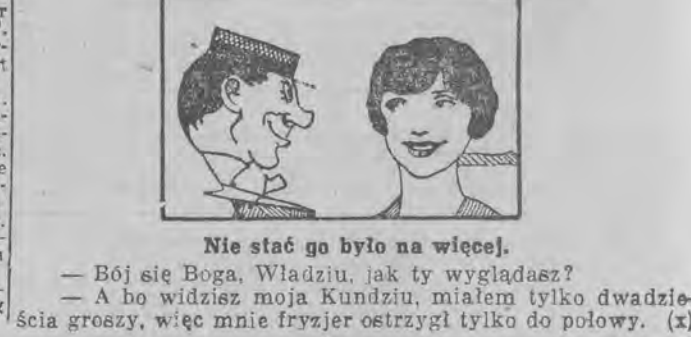 Nie stać go było na więcej.
— Bój się Boga, Władziu, jak ty wyglądasz?
— A bo widzisz moja Kundziu, miałem tylko dwadzie-
ścia groszy, więc mnie fryzjer ostrzygł tylko do połowy. (x)